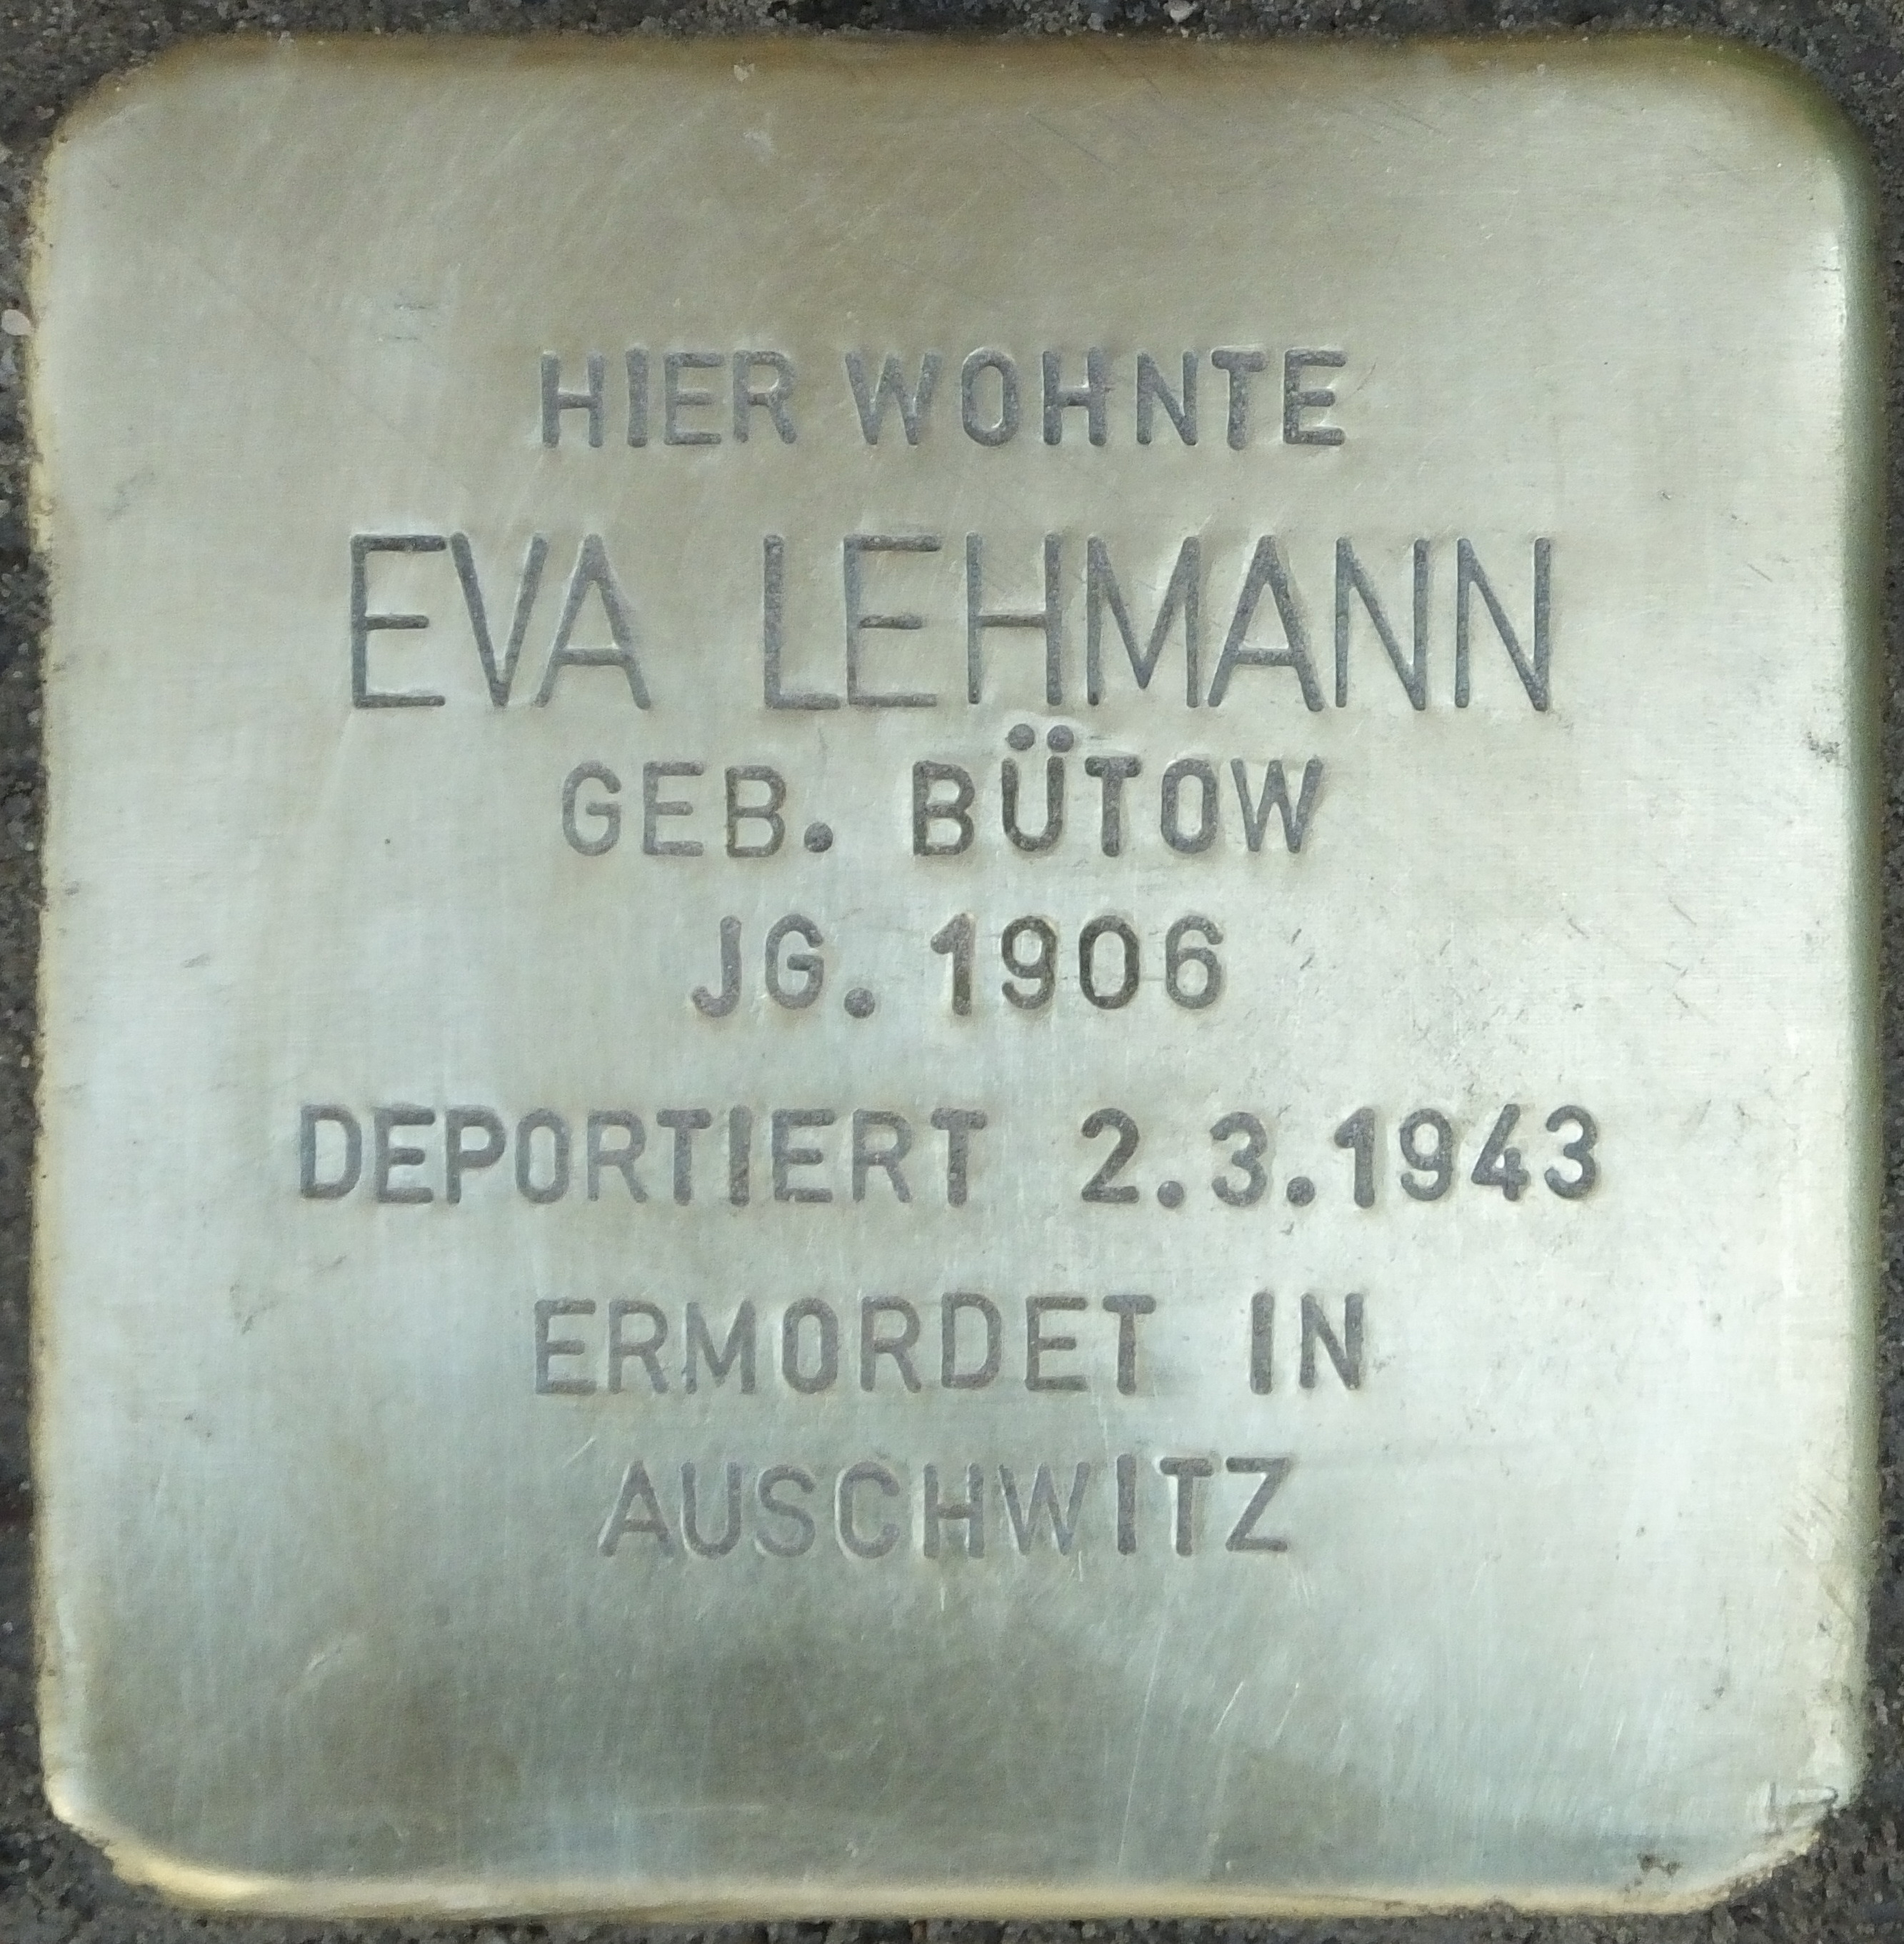 HIER WOHNTE
EVA LEHMANN
GEB. BÜTOW
JG. 1906
DEPORTIERT 2.3.1943
ERMORDET IN
AUSCHWITZ